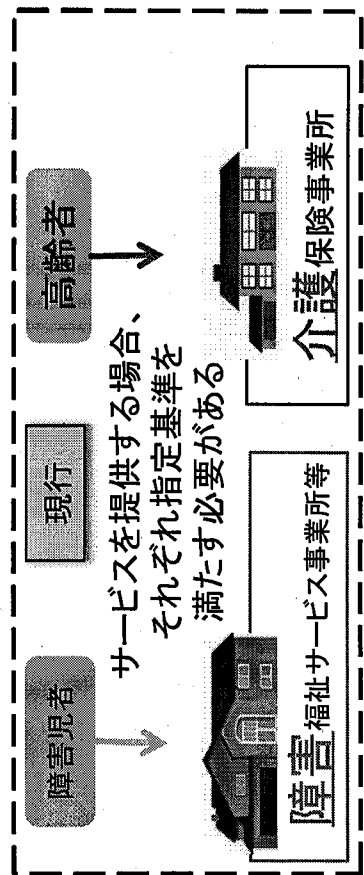 現行
障害児者
高齢者
サービスを提供する場合、
それぞれ指定基準を
満たす必要がある
障害福祉サービス事業所等
介護保険事業所